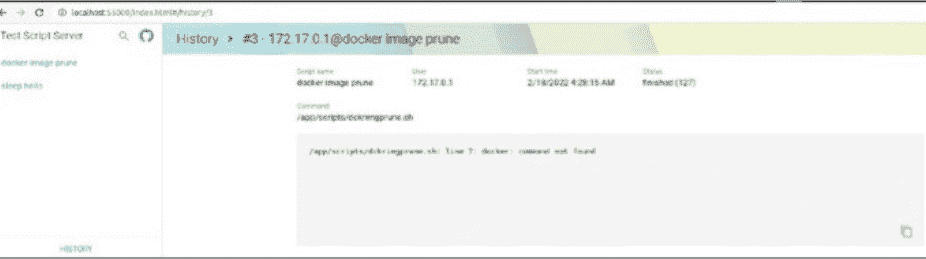 localhost:55000/index.html#/history/3
Test Script Server
History > #3 - 172.17.0.1@docker image prune
docker image prune
sleep hello
Script name User Start time Status
docker image prune 172.17.0.1 2/18/2022 4:28:15 AM finished (127)
Command
/app/scripts/dckrimgprune.sh
/app/scripts/dckrimgprune.sh: line 7: docker: command not found
HISTORY